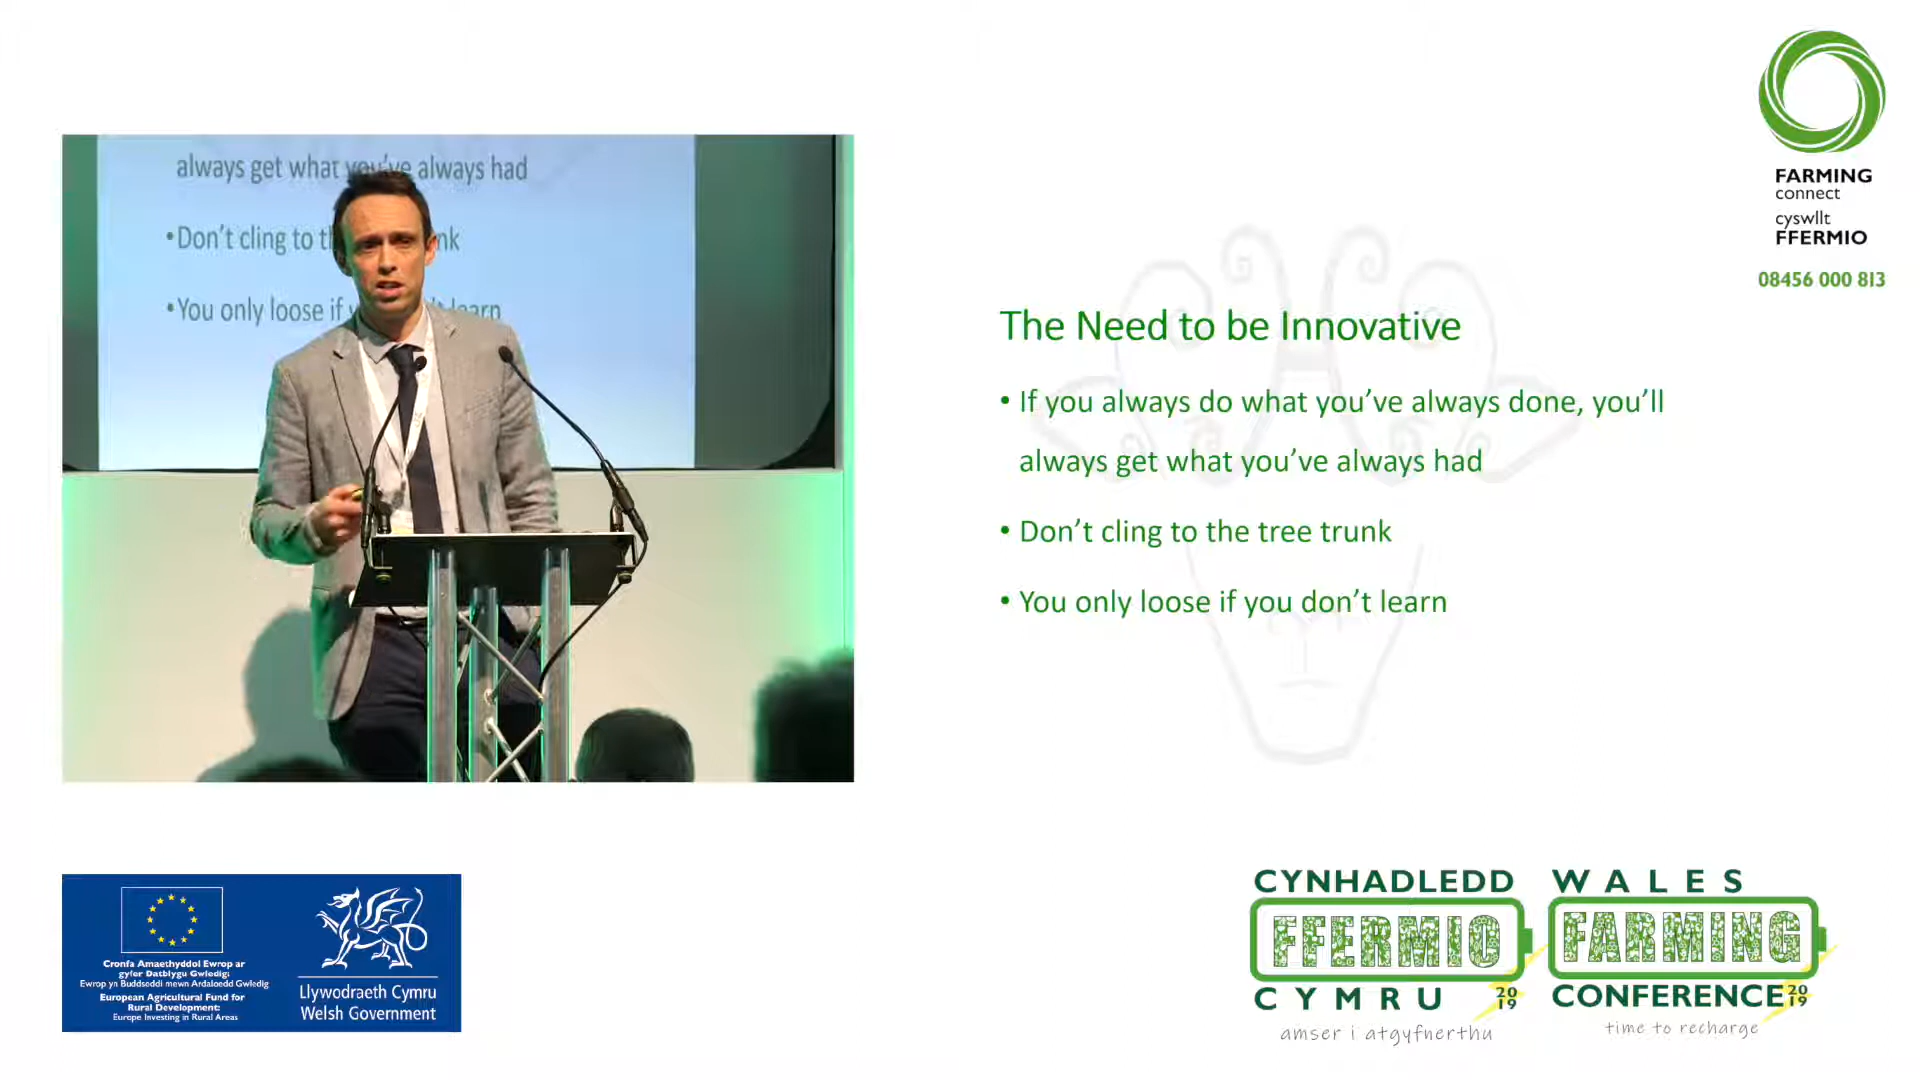 always get what you've always had
•Don't cling to th nk
•You only loose if learn
FARMING
connect
cyswllt
FFERMIO
08456 000 813
The Need to be Innovative
• If you always do what you've always done, you'll
always get what you've always had
• Don't cling to the tree trunk
• You only loose if you don't learn
Cronfa Amaethyddol Ewrop ar
gyfer Datblygu Gwledig:
Ewrop yn Buddsoddi mewn Ardaloedd Gwledig
European Agricultural Fund for
Rural Development:
Europe Investing in Rural Areas
Llywodraeth Cymru
Welsh Government
CYNHADLEDD
FFERMIO
CYMRU 2019
amser i atgyfnerthu
WALES
FARMING
CONFERENCE 2019
time to recharge